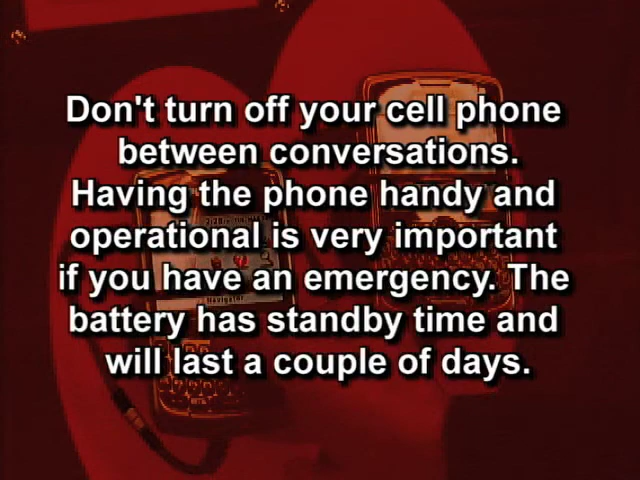 Don't turn off your cell phone
between conversations.
Having the phone handy and
operational is very important
if you have an emergency. The
battery has standby time and
will last a couple of days.
Navigator